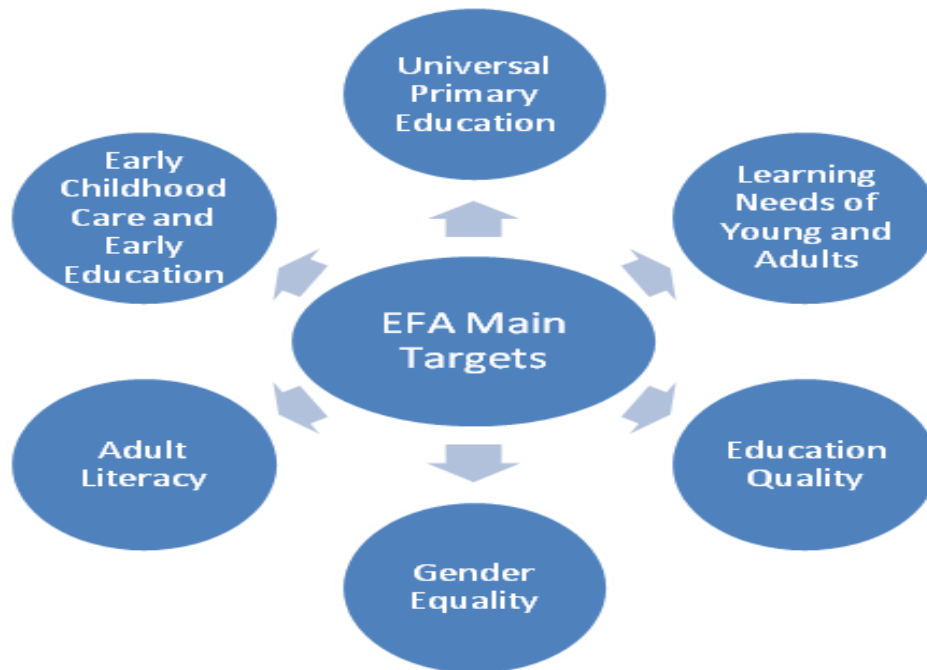 Universal
Primary
Education
Early
Childhood
Care and
Early
Education
Learning
Needs of
Young and
Adults
EFA Main
Targets
Adult
Literacy
Education
Quality
Gender
Equality